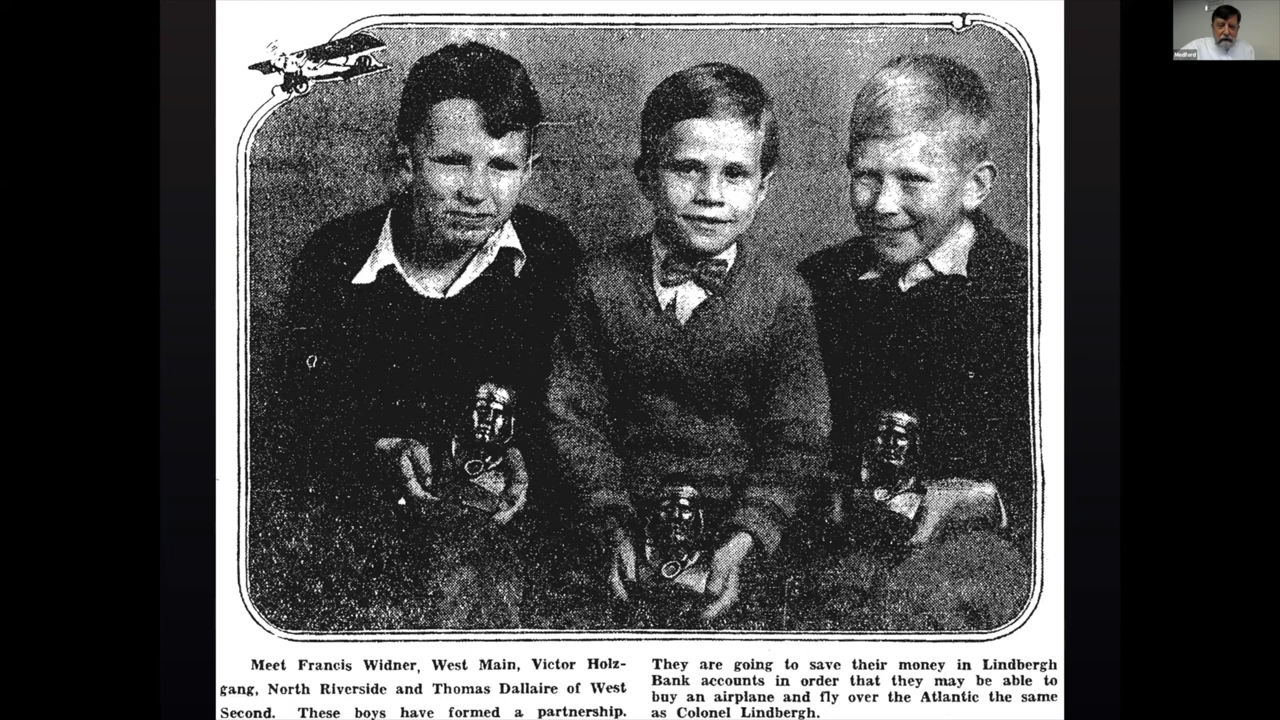 Medford
Meet Francis Widner, West Main, Victor Holz-
gang, North Riverside and Thomas Dallaire of West
Second. These boys have formed a partnership.
They are going to save their money in Lindbergh
Bank accounts in order that they may be able to
buy an airplane and fly over the Atlantic the same
as Colonel Lindbergh.